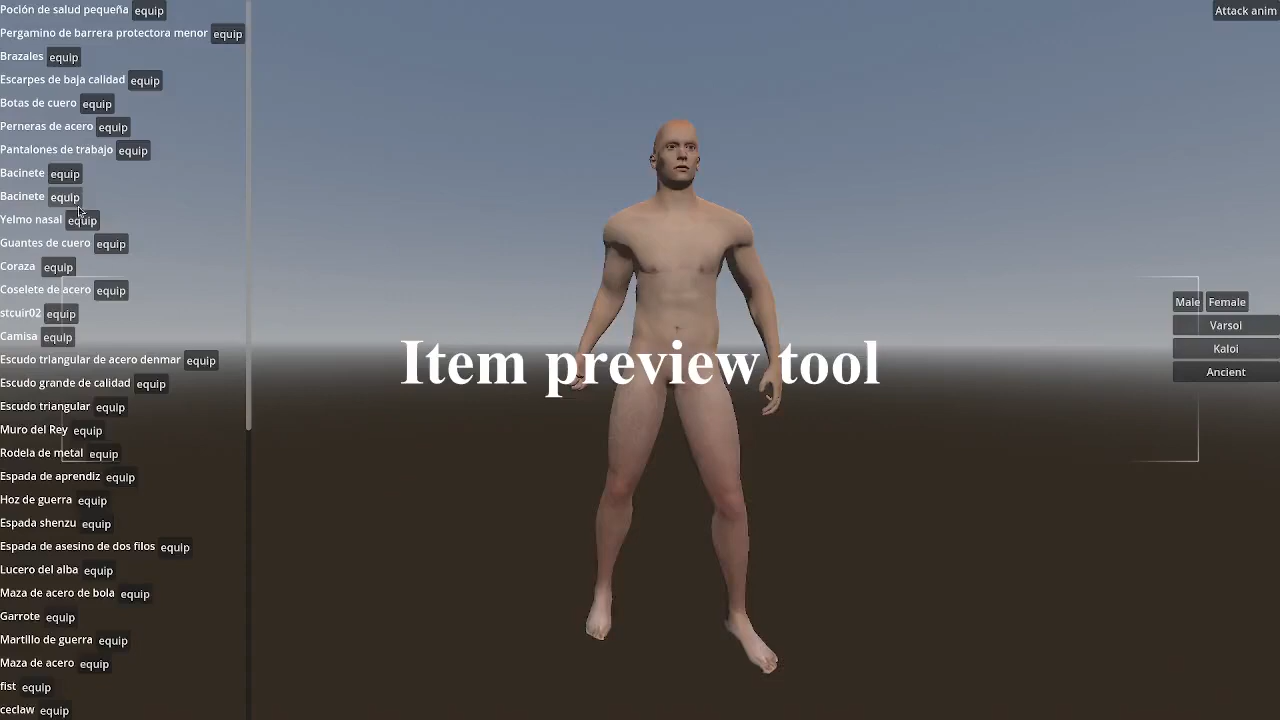 Poción de salud pequeña equip
Pergamino de barrera protectora menor equip
Brazales equip
Escarpes de baja calidad equip
Botas de cuero equip
Perneras de acero equip
Pantalones de trabajo equip
Bacinete equip
Bacinete equip
Yelmo nasal equip
Guantes de cuero equip
Coraza equip
Coselete de acero equip
stcuir02 equip
Camisa equip
Escudo triangular de acero denmar equip
Escudo grande de calidad equip
Escudo triangular equip
Muro del Rey equip
Rodela de metal equip
Espada de aprendiz equip
Hoz de guerra equip
Espada shenzu equip
Espada de asesino de dos filos equip
Lucero del alba equip
Maza de acero de bola equip
Garrote equip
Martillo de guerra equip
Maza de acero equip
fist equip
ceclaw equip
Item preview tool
Attack anim
Male Female
Varsol
Kaloi
Ancient